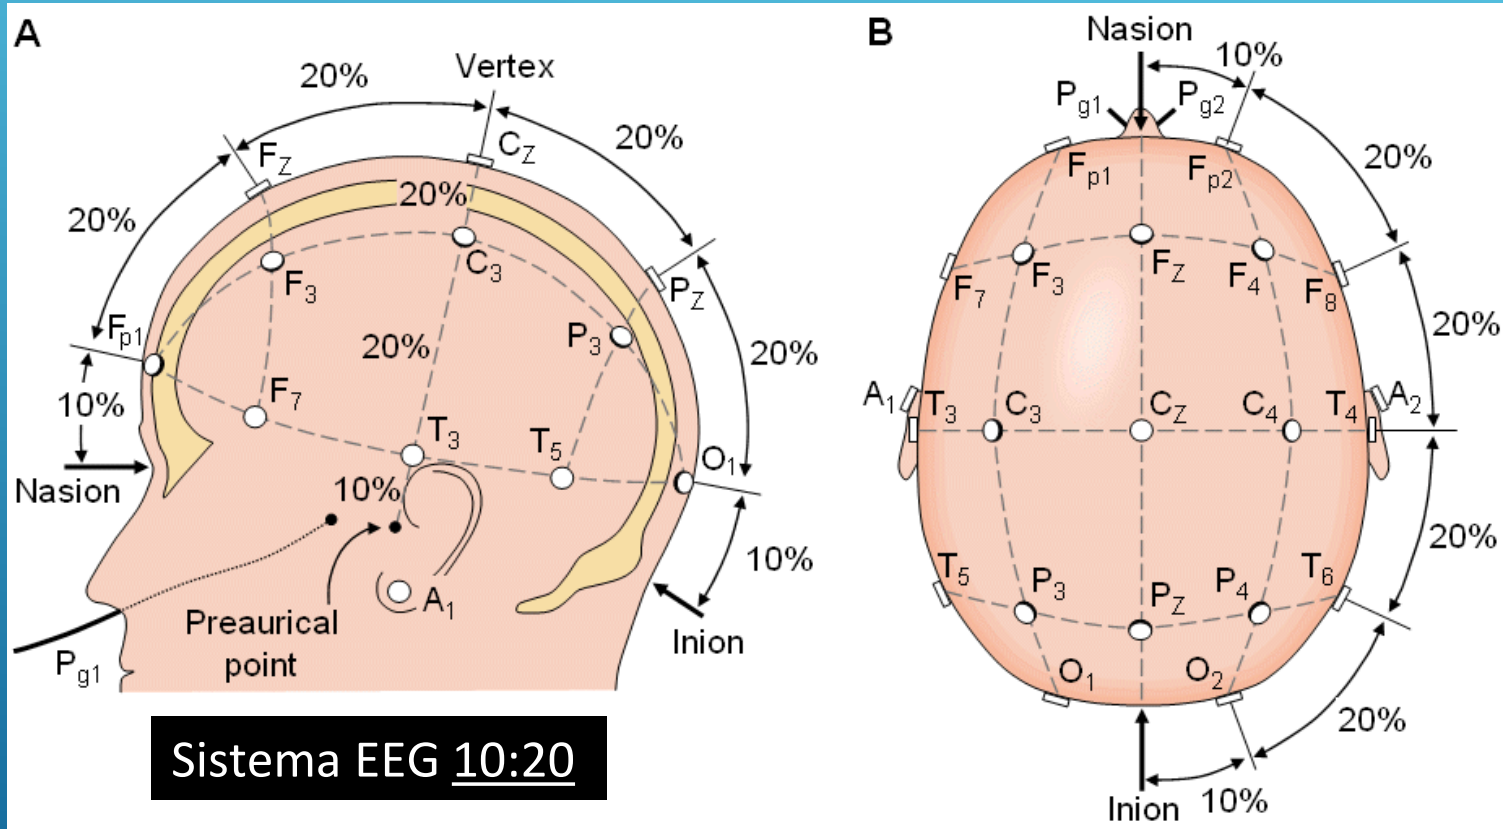 A
Vertex
20%
20%
FZ
CZ
20%
20%
F3
C3
PZ
Fp1
20%
P3
20%
10%
F7
T3
T5
O1
Nasion
10%
10%
A1
Preaurical
point
Inion
Pg1
Sistema EEG 10:20
B
Nasion
10%
Pg1
Pg2
Fp1
Fp2
20%
F7
F3
FZ
F4
F8
20%
A1
T3
C3
CZ
C4
T4
A2
20%
T5
P3
PZ
P4
T6
O1
O2
20%
Inion
10%